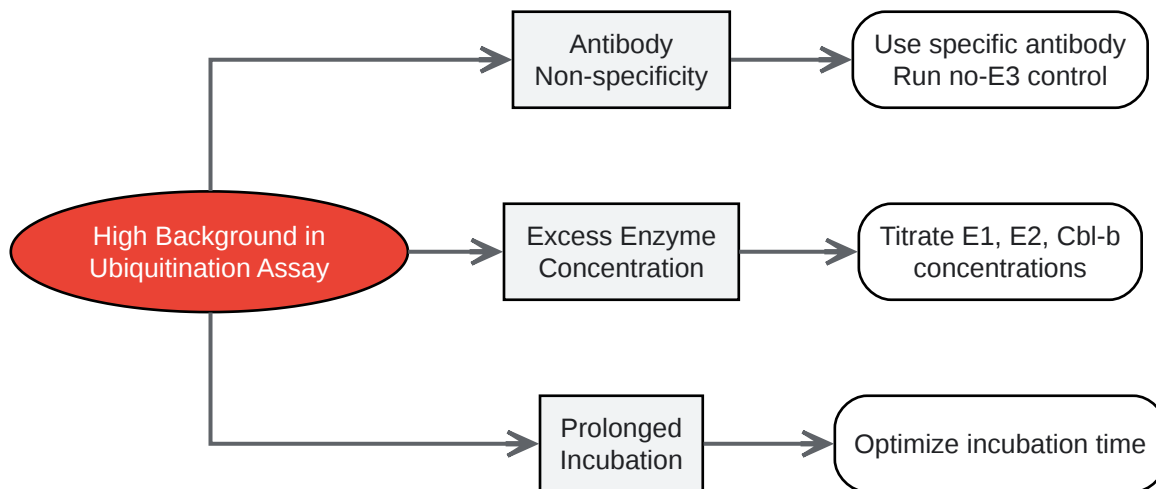 Antibody
Non-specificity
Use specific antibody
Run no-E3 control
High Background in
Ubiquitination Assay
Excess Enzyme
Concentration
Titrate E1, E2, Cbl-b
concentrations
Prolonged
Incubation
Optimize incubation time